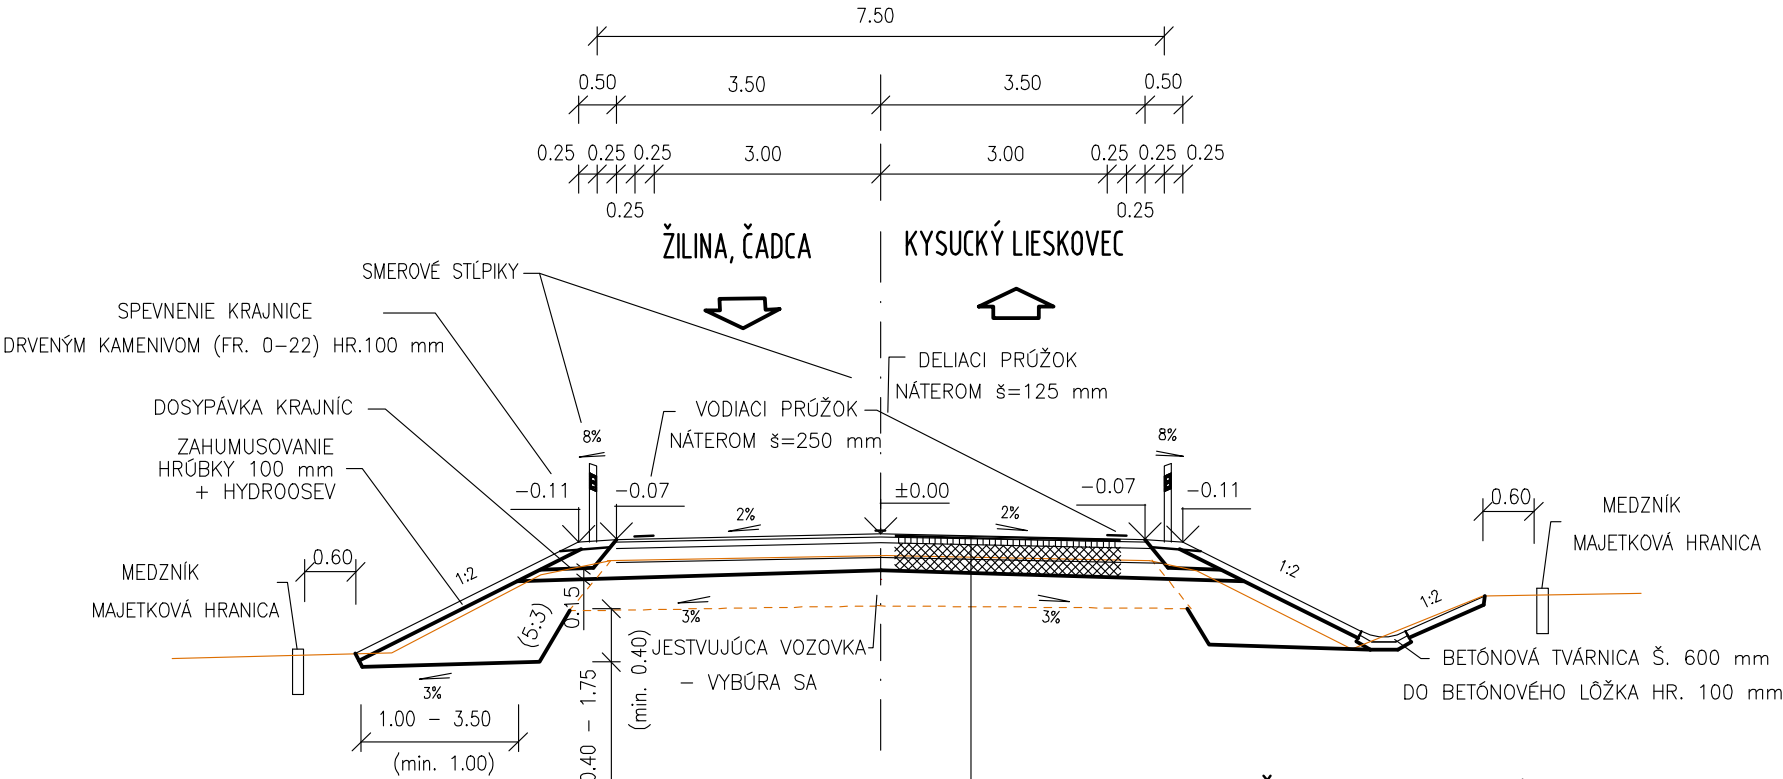 7.50
0.50 3.50 3.50 0.50
0.25 0.25 0.25 3.00 3.00 0.25 0.25 0.25
0.25 0.25
ŽILINA, ČADCA KYSUCKÝ LIESKOVEC
SMEROVÉ STĹPIKY
SPEVNENIE KRAJNICE
DRVENÝM KAMENIVOM (FR. 0-22) HR.100 mm
DELIACI PRÚŽOK
NÁTEROM š=125 mm
DOSYPÁVKA KRAJNÍC
VODIACI PRÚŽOK
NÁTEROM š=250 mm
ZAHUMUSOVANIE
HRÚBKY 100 mm
+ HYDROOSEV
8% 8%
-0.11 -0.07 ±0.00 -0.07 -0.11
2% 2%
0.60 0.60
MEDZNÍK
MAJETKOVÁ HRANICA
MEDZNÍK
MAJETKOVÁ HRANICA
1:2 1:2 1:2
(5:3)
0.15
3% 3%
JESTVUJÚCA VOZOVKA
- VYBÚRA SA
BETÓNOVÁ TVÁRNICA Š. 600 mm
DO BETÓNOVÉHO LÔŽKA HR. 100 mm
3%
1.00 - 3.50
(min. 1.00)
0.40 - 1.75
(min. 0.40)